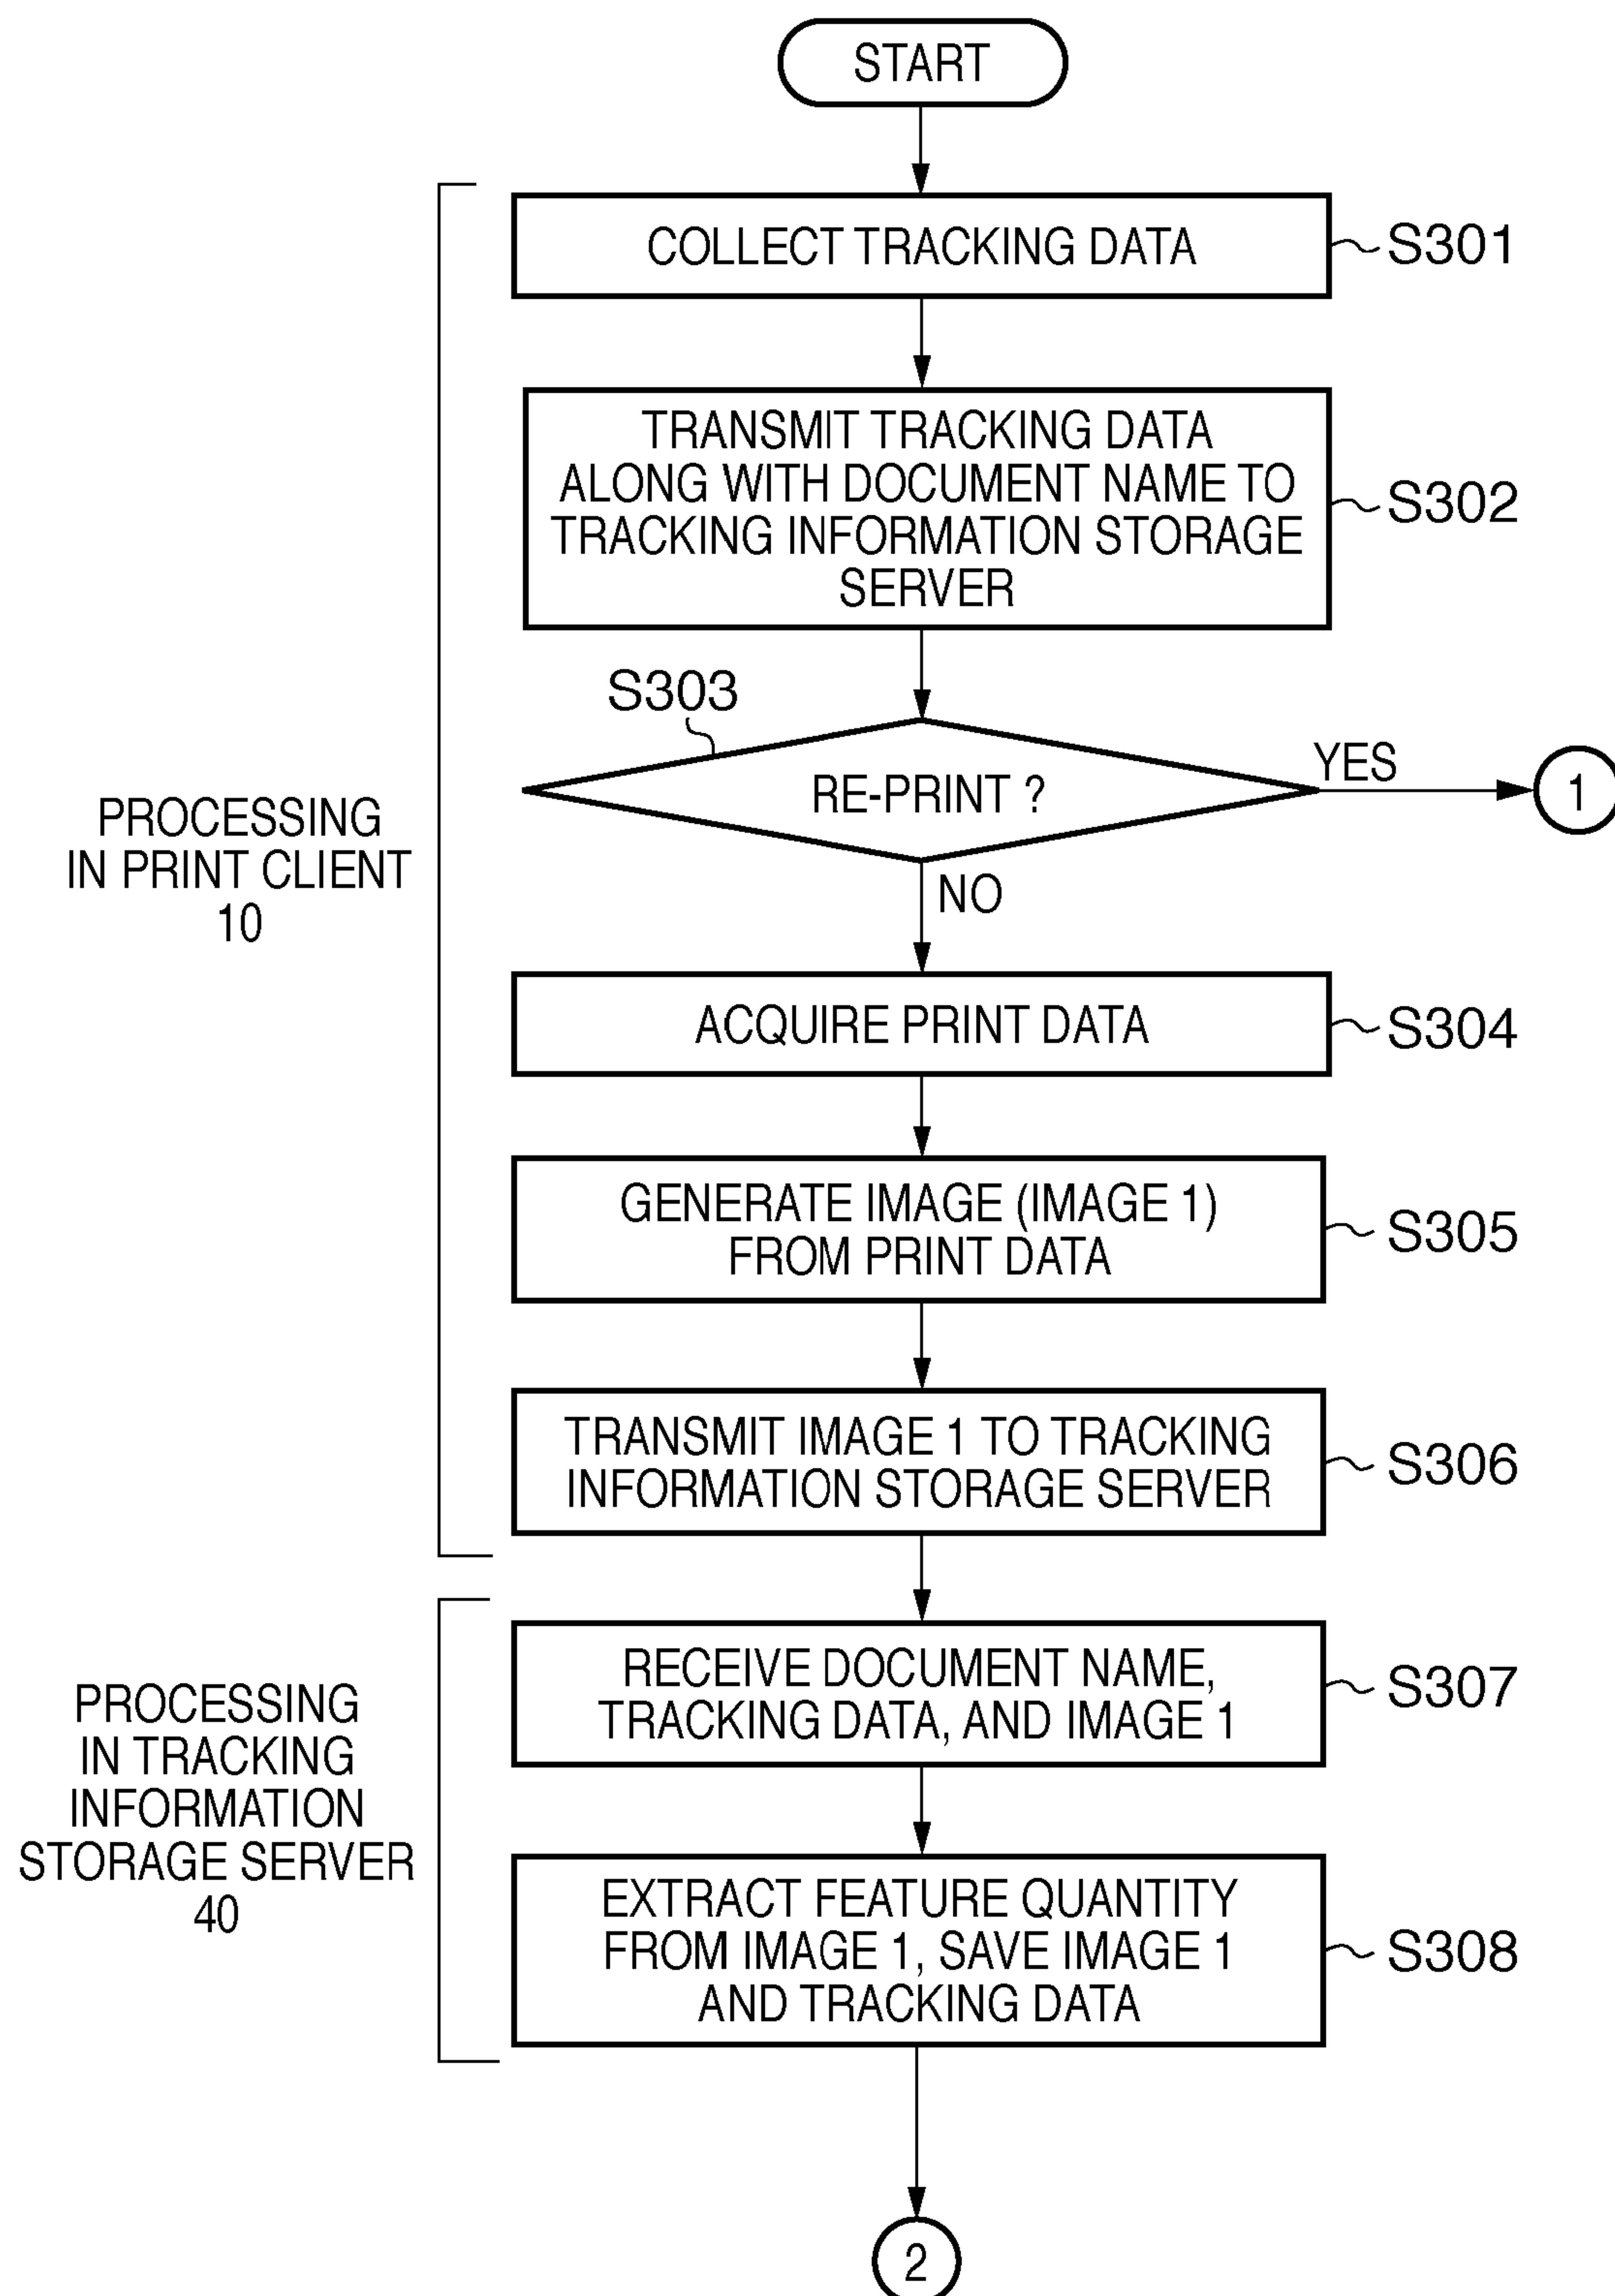 START
COLLECT TRACKING DATA
S301
TRANSMIT TRACKING DATA
ALONG WITH DOCUMENT NAME TO
TRACKING INFORMATION STORAGE
SERVER
S302
S303
RE-PRINT ?
YES
1
NO
PROCESSING
IN PRINT CLIENT
10
ACQUIRE PRINT DATA
S304
GENERATE IMAGE (IMAGE 1)
FROM PRINT DATA
S305
TRANSMIT IMAGE 1 TO TRACKING
INFORMATION STORAGE SERVER
S306
RECEIVE DOCUMENT NAME,
TRACKING DATA, AND IMAGE 1
S307
PROCESSING
IN TRACKING
INFORMATION
STORAGE SERVER
40
EXTRACT FEATURE QUANTITY
FROM IMAGE 1, SAVE IMAGE 1
AND TRACKING DATA
S308
2